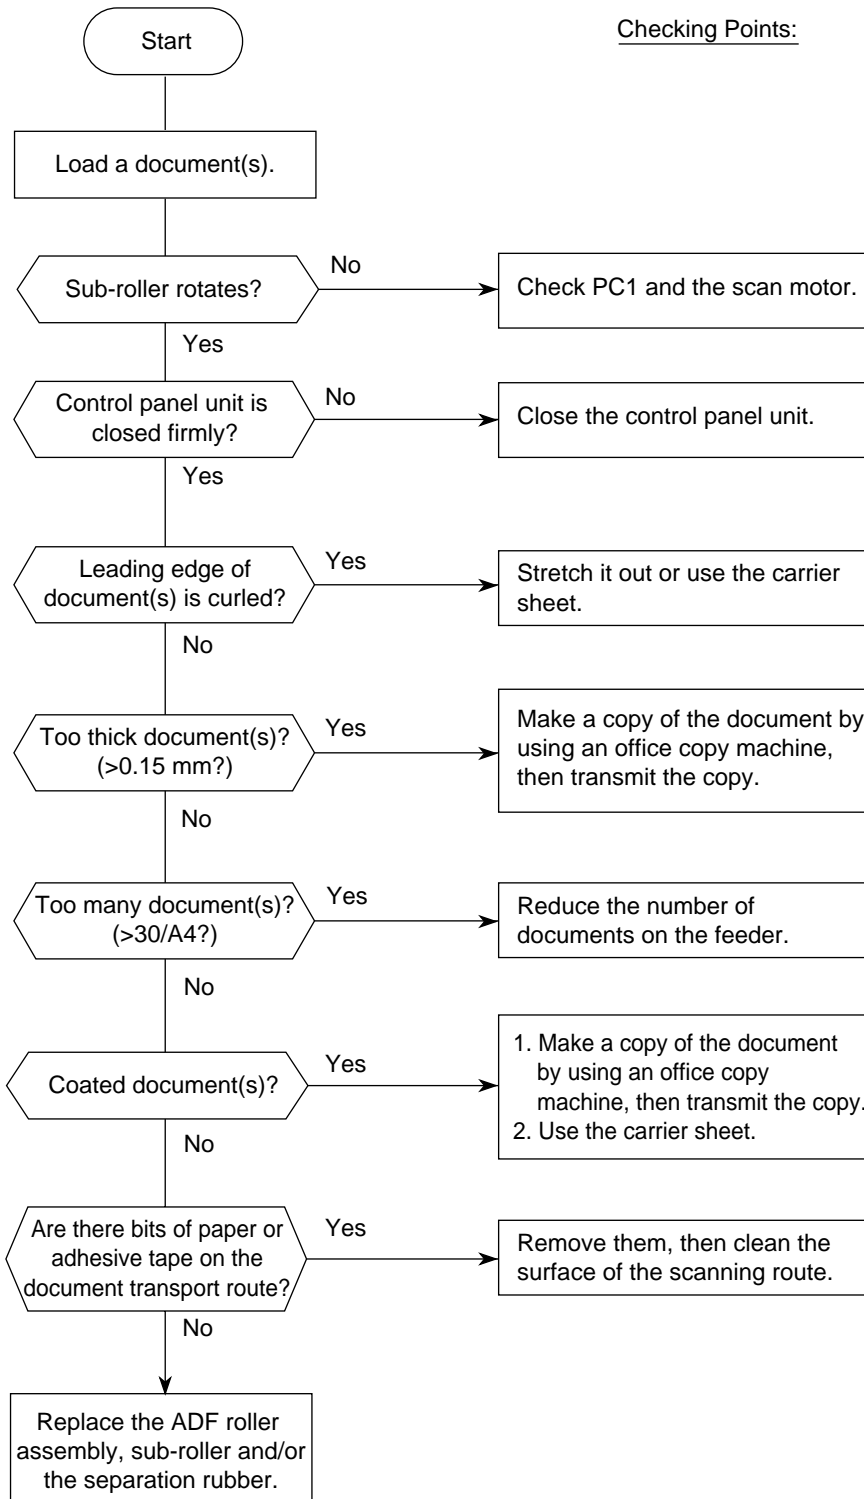 Start
Checking Points:
Load a document(s).
Sub-roller rotates?
No
Check PC1 and the scan motor.
Yes
Control panel unit is
closed firmly?
No
Close the control panel unit.
Yes
Leading edge of
document(s) is curled?
Yes
Stretch it out or use the carrier
sheet.
No
Too thick document(s)?
(>0.15 mm?)
Yes
Make a copy of the document by
using an office copy machine,
then transmit the copy.
No
Too many document(s)?
(>30/A4?)
Yes
Reduce the number of
documents on the feeder.
No
Coated document(s)?
Yes
1. Make a copy of the document
by using an office copy
machine, then transmit the copy.
2. Use the carrier sheet.
No
Are there bits of paper or
adhesive tape on the
document transport route?
Yes
Remove them, then clean the
surface of the scanning route.
No
Replace the ADF roller
assembly, sub-roller and/or
the separation rubber.